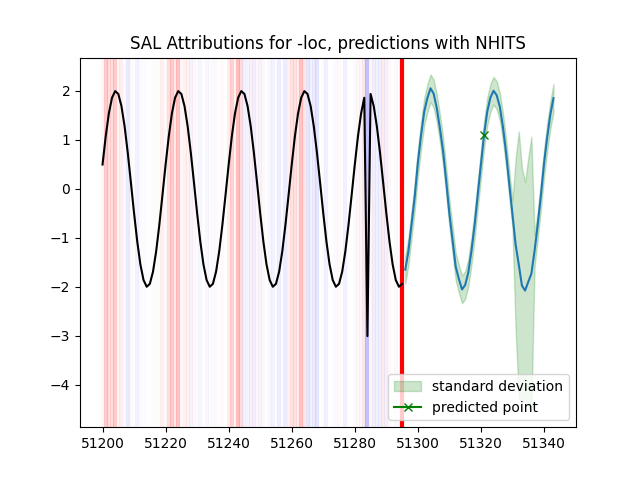 SAL Attributions for -loc, predictions with NHITS
2
1
0
−1
−2
−3
−4
standard deviation
predicted point
51200 51220 51240 51260 51280 51300 51320 51340